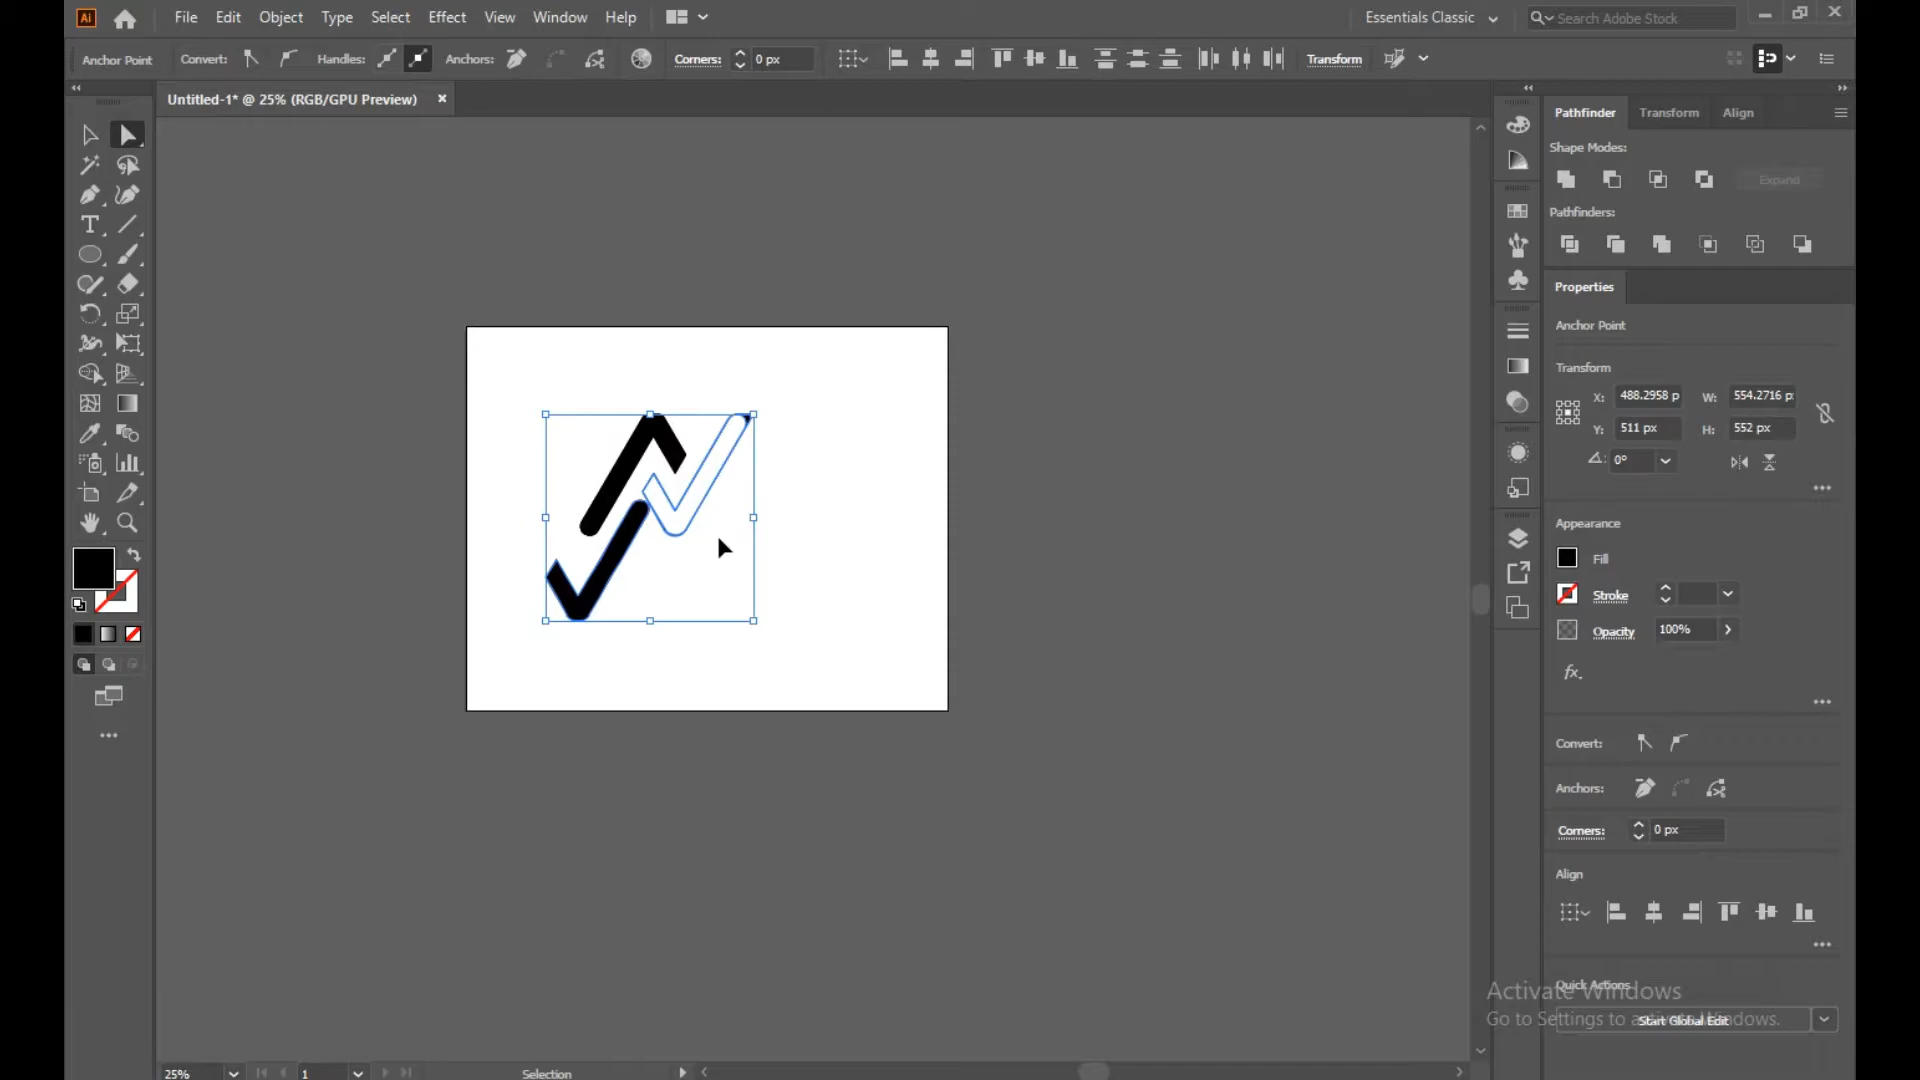 Ai File Edit Object Type Select Effect View Window Help Essentials Classic Search Adobe Stock
Anchor Point Convert: Handles: Anchors: Corners: 0 px Transform
Untitled-1* @ 25% (RGB/GPU Preview)
Pathfinder Transform Align
Shape Modes:
Expand
Pathfinders:
Properties
Anchor Point
Transform
X: 488.2958 p W: 554.2716 p
Y: 511 px H: 552 px
0°
Appearance
Fill
Stroke
Opacity 100%
fx.
Convert:
Anchors:
Corners: 0 px
Align
Quick Actions
Activate Windows
Start Global Edit
Go to Settings to activate Windows.
25% 1 Selection